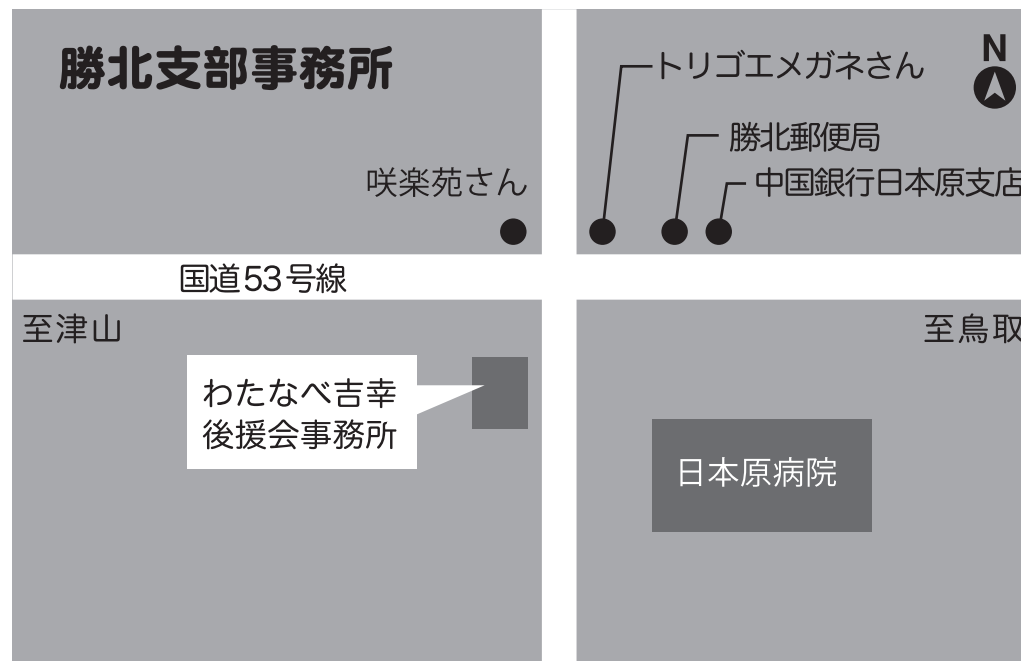 勝北支部事務所
トリゴエメガネさん
N
勝北郵便局
咲楽苑さん
中国銀行日本原支店
国道53号線
至津山
至鳥取
わたなべ吉幸
後援会事務所
日本原病院